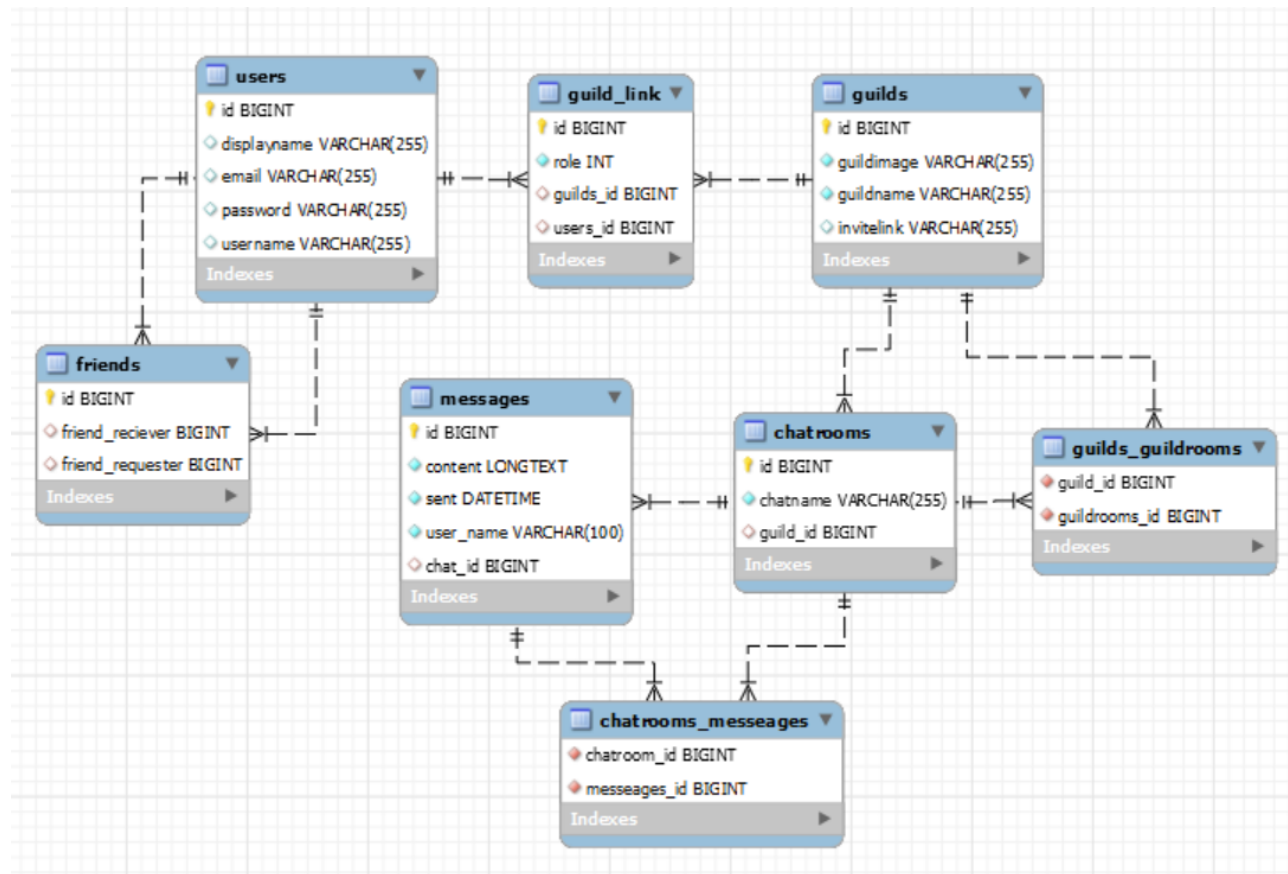 users
id BIGINT
displayname VARCHAR(255)
email VARCHAR(255)
password VARCHAR(255)
username VARCHAR(255)
Indexes
guild_link
id BIGINT
role INT
guilds_id BIGINT
users_id BIGINT
Indexes
guilds
id BIGINT
guildimage VARCHAR(255)
guildname VARCHAR(255)
invitelink VARCHAR(255)
Indexes
friends
id BIGINT
friend_reciever BIGINT
friend_requester BIGINT
Indexes
messages
id BIGINT
content LONGTEXT
sent DATETIME
user_name VARCHAR(100)
chat_id BIGINT
Indexes
chatrooms
id BIGINT
chatname VARCHAR(255)
guild_id BIGINT
Indexes
guilds_guildrooms
guild_id BIGINT
guildrooms_id BIGINT
Indexes
chatrooms_messeages
chatroom_id BIGINT
messeages_id BIGINT
Indexes